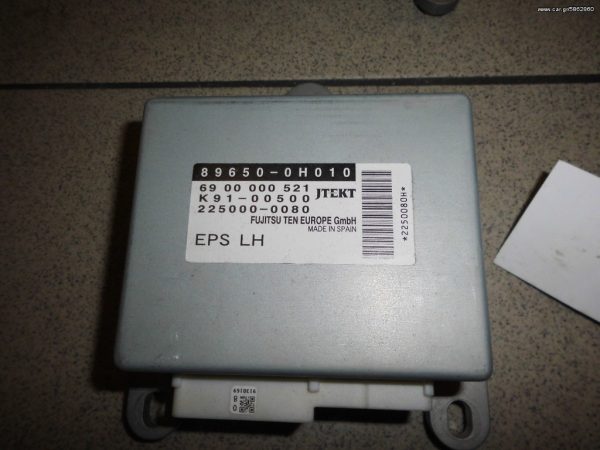 www.car.gr/5962960
89650-0H010
69 00 000 521 JTEKT
K91-00500
225000-0080
FUJITSU TEN EUROPE GmbH
MADE IN SPAIN
EPS LH
*2250080H*